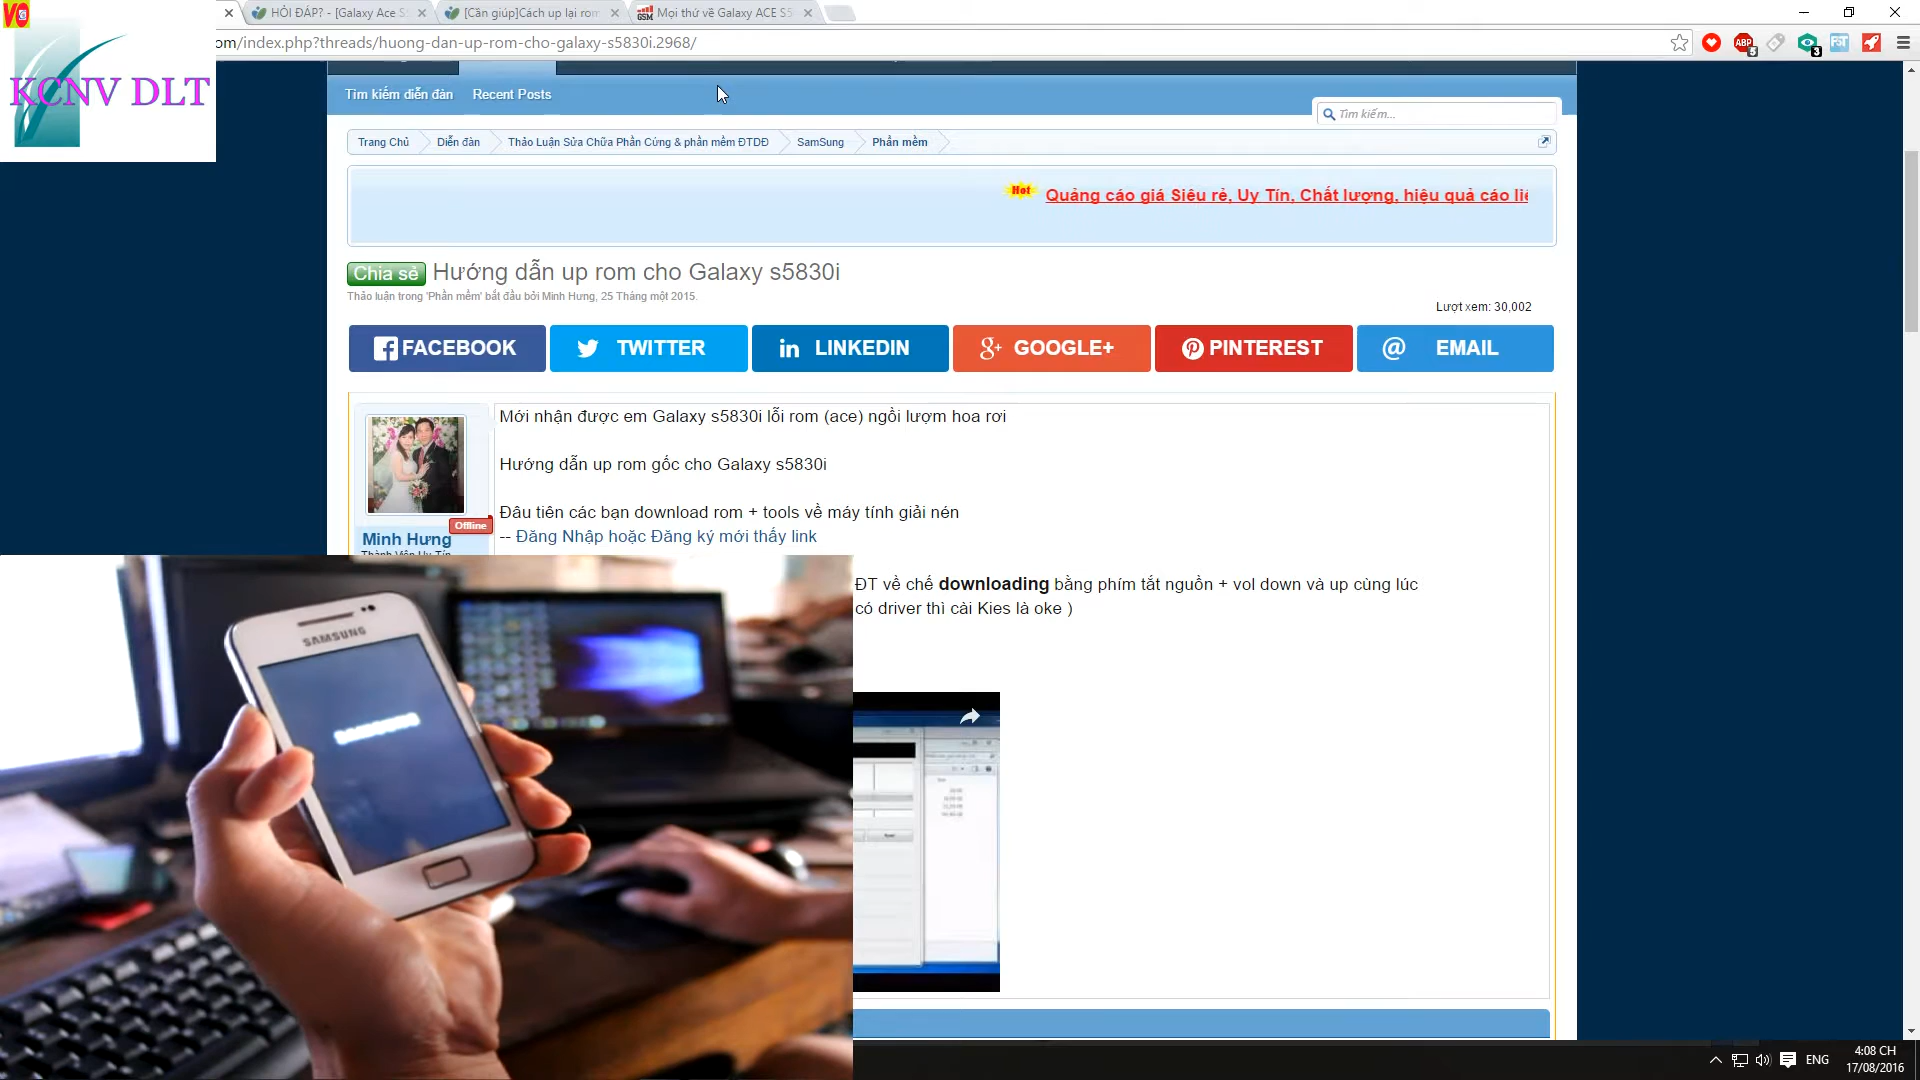 VG
KCNV DLT
HỎI ĐÁP? - [Galaxy Ace S
[Cần giúp]Cách up lại rom
Mọi thứ về Galaxy ACE S5
om/index.php?threads/huong-dan-up-rom-cho-galaxy-s5830i.2968/
Tìm kiếm diễn đàn Recent Posts
Tìm kiếm...
Trang Chủ Diễn đàn Thảo Luận Sửa Chữa Phần Cứng & phần mềm ĐTDĐ SamSung Phần mềm
Hot Quảng cáo giá Siêu rẻ, Uy Tín, Chất lượng, hiệu quả cáo
Chia sẻ Hướng dẫn up rom cho Galaxy s5830i
Thảo luận trong 'Phần mềm' bắt đầu bởi Minh Hưng, 25 Tháng một 2015.
Lượt xem: 30,002
FACEBOOK TWITTER LINKEDIN GOOGLE+ PINTEREST EMAIL
Mới nhận được em Galaxy s5830i lỗi rom (ace) ngồi lượm hoa rơi
Hướng dẫn up rom gốc cho Galaxy s5830i
Đâu tiên các bạn download rom + tools về máy tính giải nén
Offline
-- Đăng Nhập hoặc Đăng ký mới thấy link
Minh Hưng
Thành Viên Uy Tín
ĐT về chế downloading bằng phím tắt nguồn + vol down và up cùng lúc
có driver thì cài Kies là oke )
SAMSUNG
SAMSUNG
ENG
4:08 CH
17/08/2016